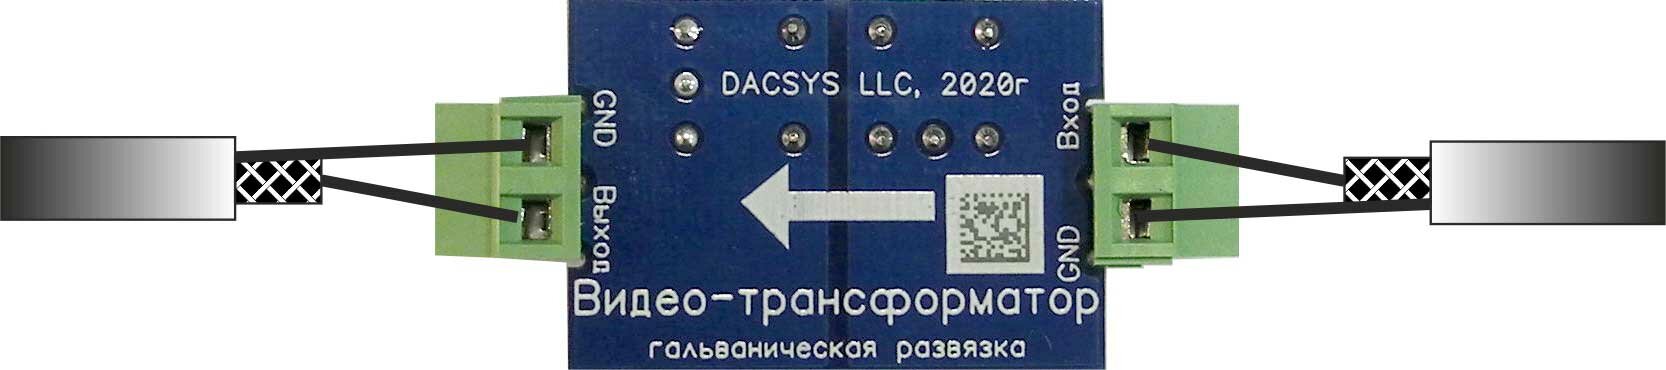 DACSYS LLC, 2020г
GND
Выход
Вход
GND
Видео-трансформатор
гальваническая развязка